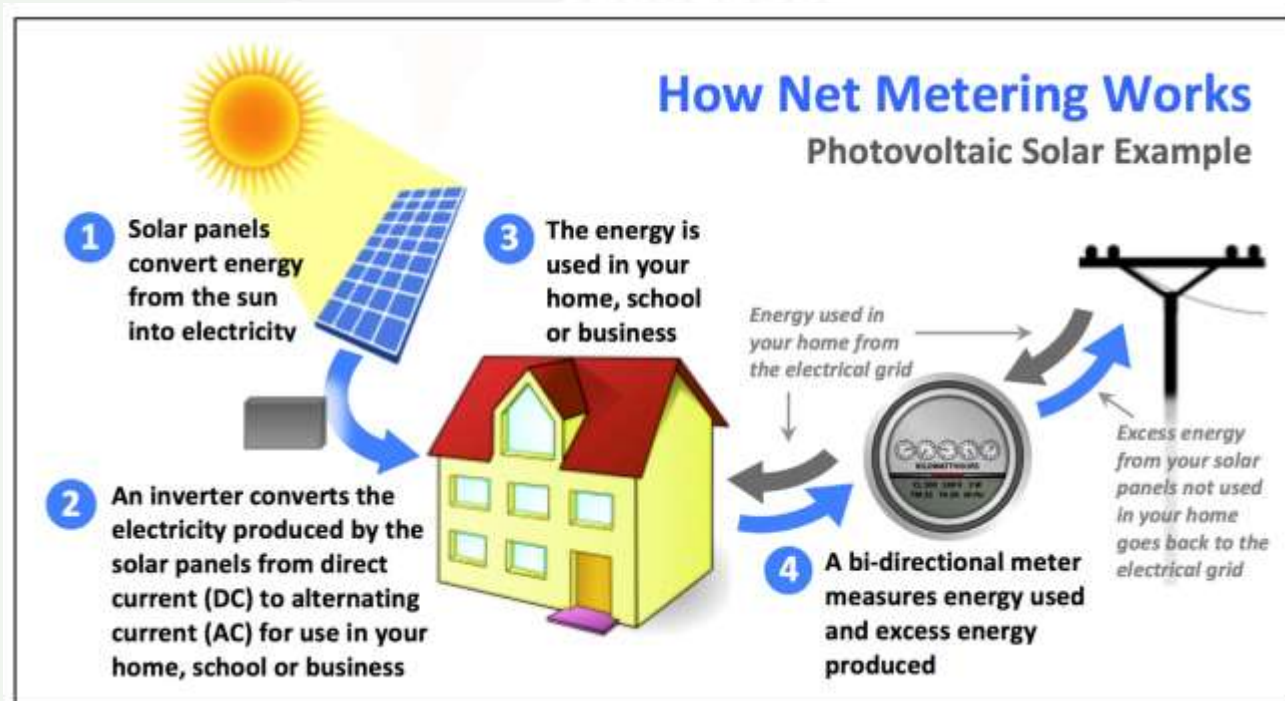 How Net Metering Works
Photovoltaic Solar Example
1
Solar panels
convert energy
from the sun
into electricity
2
An inverter converts the
electricity produced by the
solar panels from direct
current (DC) to alternating
current (AC) for use in your
home, school or business
3
The energy is
used in your
home, school
or business
Energy used in
your home from
the electrical grid
KILOWATTHOURS
Excess energy
from your solar
panels not used
in your home
goes back to the
electrical grid
4
A bi-directional meter
measures energy used
and excess energy
produced